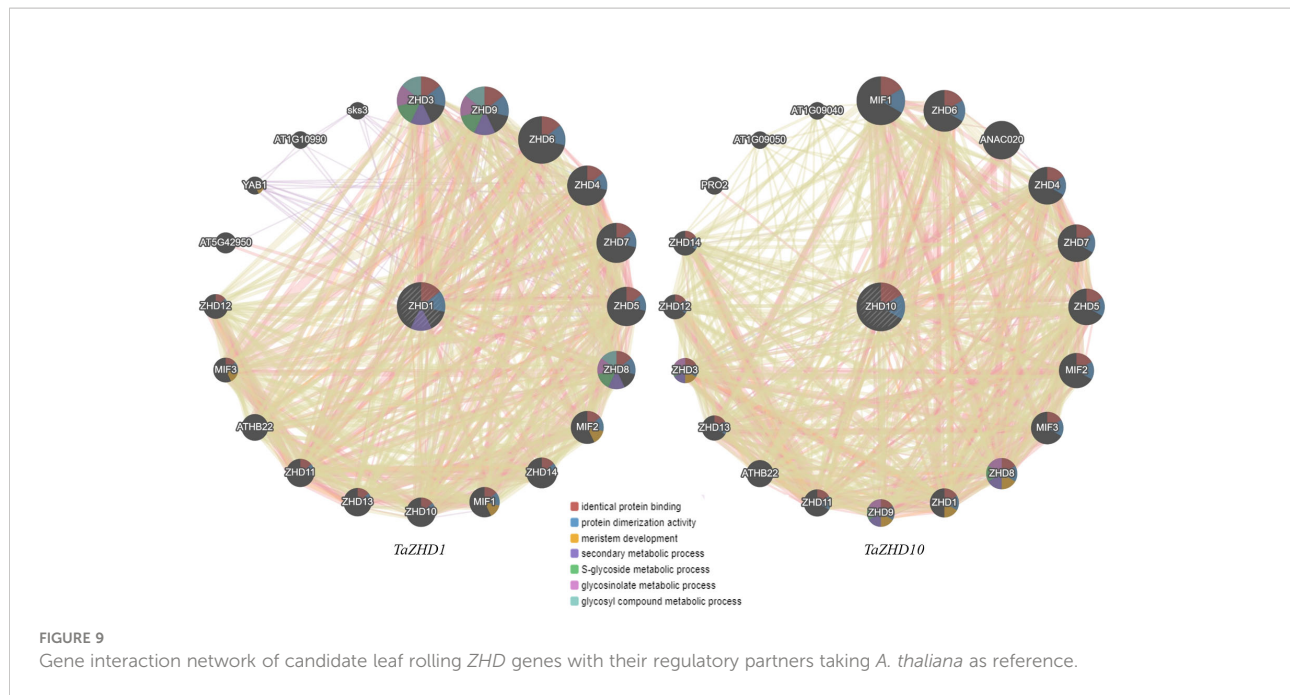 ZHD3
ZHD9
ZHD6
ZHD4
ZHD7
ZHD5
ZHD8
MIF2
ZHD14
MIF1
ZHD10
ZHD13
ZHD11
ATHB22
MIF3
ZHD12
AT5G42950
YAB1
AT1G10990
sks3
ZHD1
TaZHD1
MIF1
ZHD6
ANAC020
ZHD4
ZHD7
ZHD5
MIF2
MIF3
ZHD8
ZHD1
ZHD9
ZHD11
ATHB22
ZHD13
ZHD3
ZHD12
ZHD14
PRO2
AT1G09050
AT1G09040
ZHD10
TaZHD10
identical protein binding
protein dimerization activity
meristem development
secondary metabolic process
S-glycoside metabolic process
glycosinolate metabolic process
glycosyl compound metabolic process
FIGURE 9
Gene interaction network of candidate leaf rolling ZHD genes with their regulatory partners taking A. thaliana as reference.